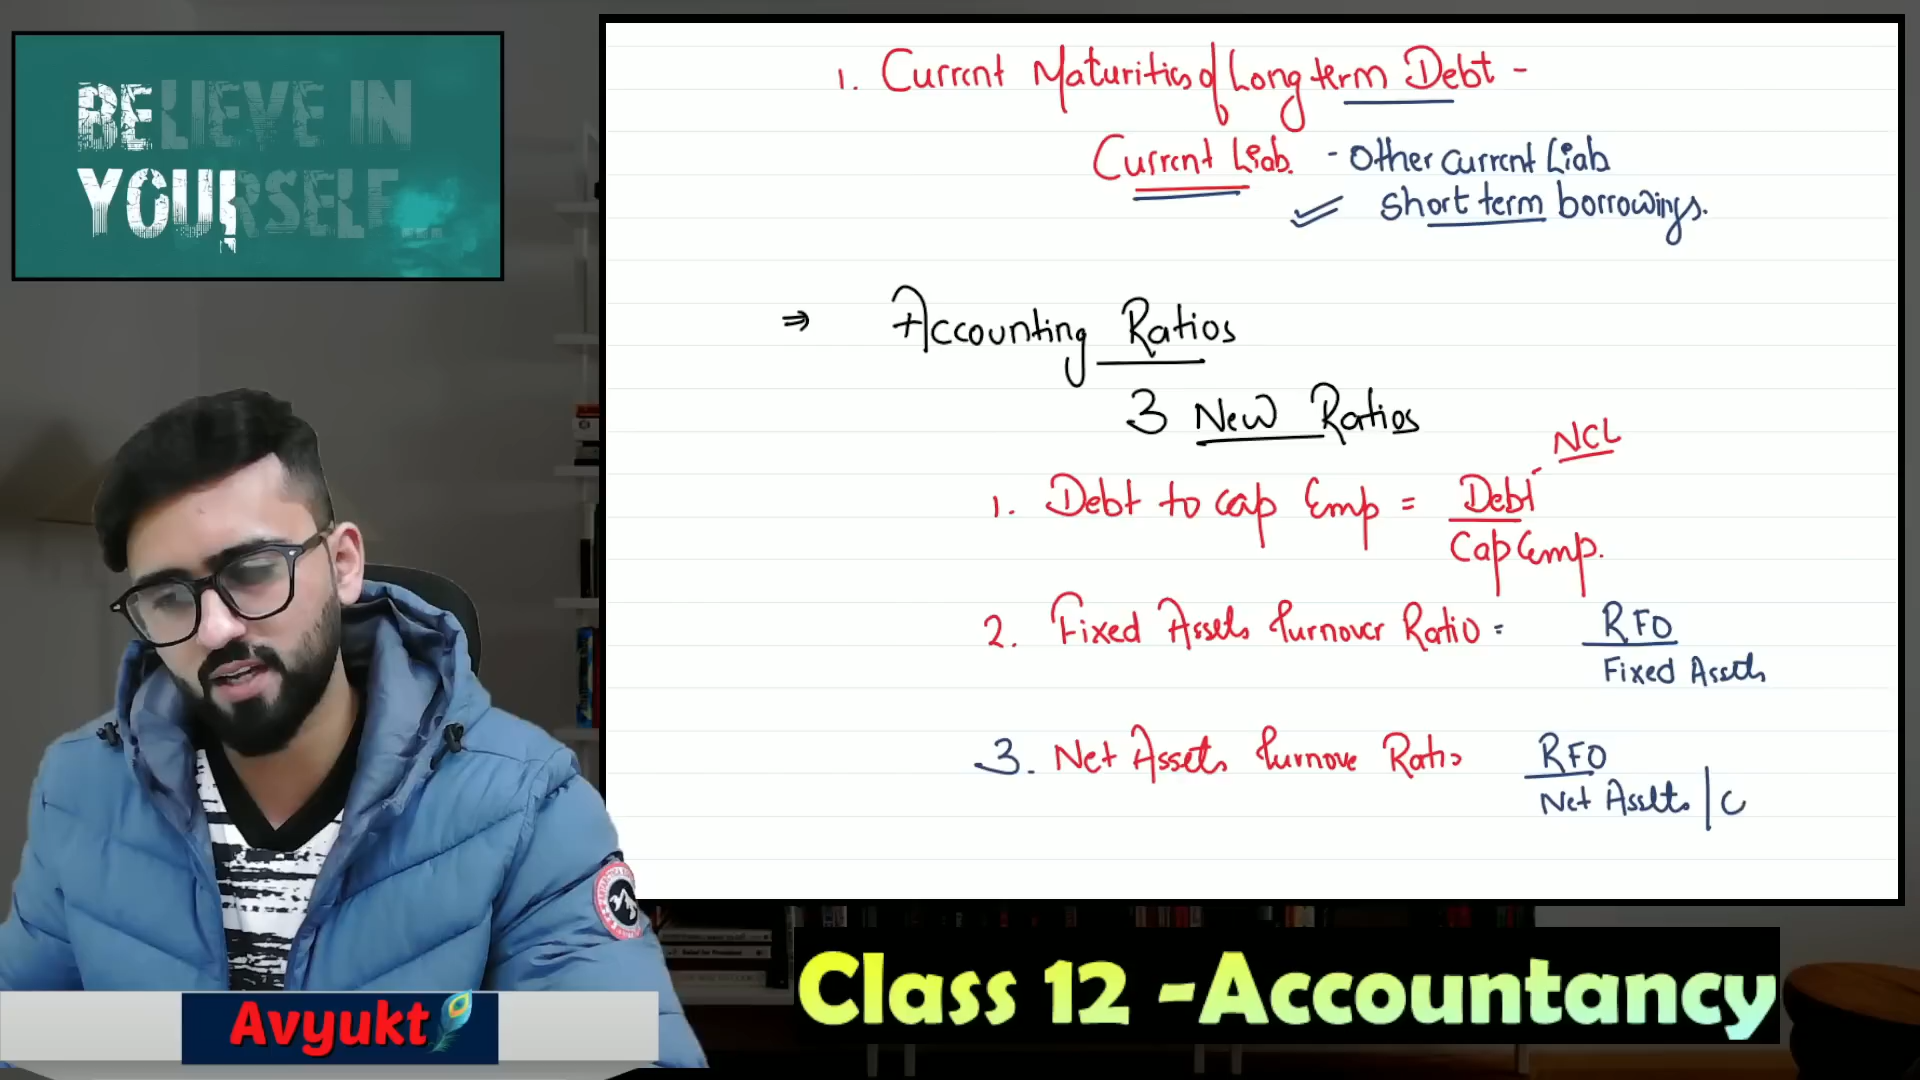 BELIEVE IN
YOURSELF...
1. Current Maturities of Long term Debt -
Current Liab. - Other current Liab
Short term borrowings.
⇒ Accounting Ratios
3 New Ratios
NCL
1. Debt to cap Emp = Debt
Cap Emp.
2. Fixed Assets Turnover Ratio = RFO
Fixed Assets
3. Net Assets Turnove Ratio RFO
Net Assets | C
Avyukt
Class 12 -Accountancy